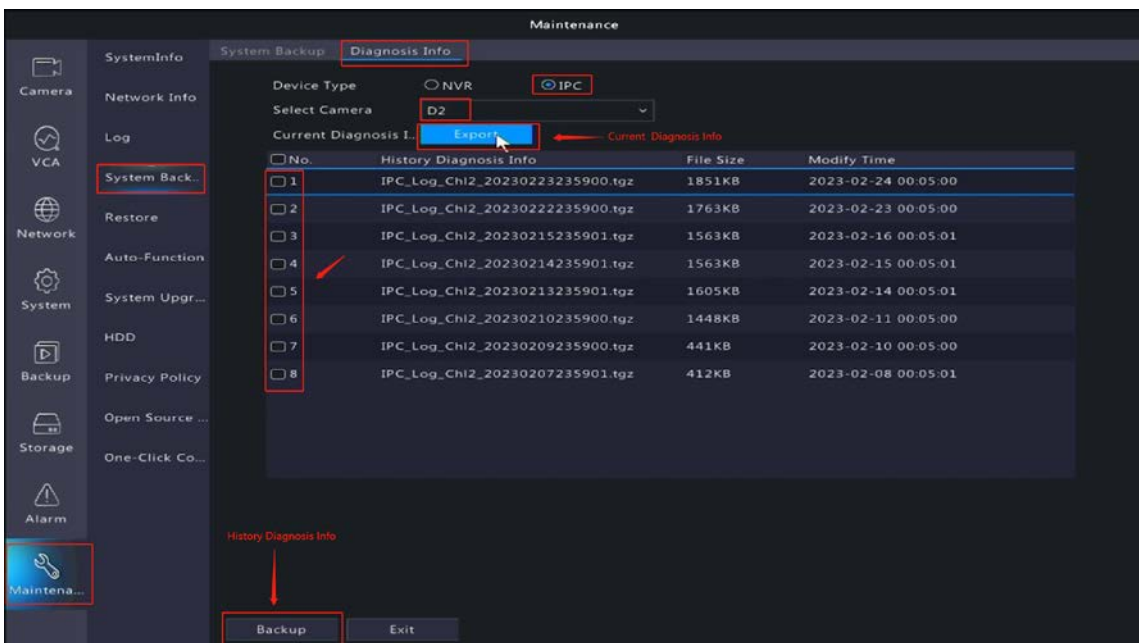 Maintenance
Camera
VCA
Network
System
Backup
Storage
Alarm
Maintena...
SystemInfo
Network Info
Log
System Back..
Restore
Auto-Function
System Upgr...
HDD
Privacy Policy
Open Source ...
One-Click Co...
System Backup Diagnosis Info
Device Type NVR IPC
Select Camera D2
Current Diagnosis I.. Export Current Diagnosis Info
No. History Diagnosis Info File Size Modify Time
1 IPC_Log_Chl2_20230223235900.tgz 1851KB 2023-02-24 00:05:00
2 IPC_Log_Chl2_20230222235900.tgz 1763KB 2023-02-23 00:05:00
3 IPC_Log_Chl2_20230215235901.tgz 1563KB 2023-02-16 00:05:01
4 IPC_Log_Chl2_20230214235901.tgz 1563KB 2023-02-15 00:05:01
5 IPC_Log_Chl2_20230213235901.tgz 1605KB 2023-02-14 00:05:01
6 IPC_Log_Chl2_20230210235900.tgz 1448KB 2023-02-11 00:05:00
7 IPC_Log_Chl2_20230209235900.tgz 441KB 2023-02-10 00:05:00
8 IPC_Log_Chl2_20230207235901.tgz 412KB 2023-02-08 00:05:01
History Diagnosis Info
Backup Exit